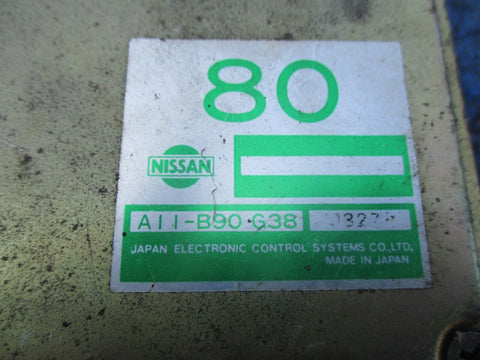 80
NISSAN
A11-B90 G38
JAPAN ELECTRONIC CONTROL SYSTEMS CO.,LTD.
MADE IN JAPAN